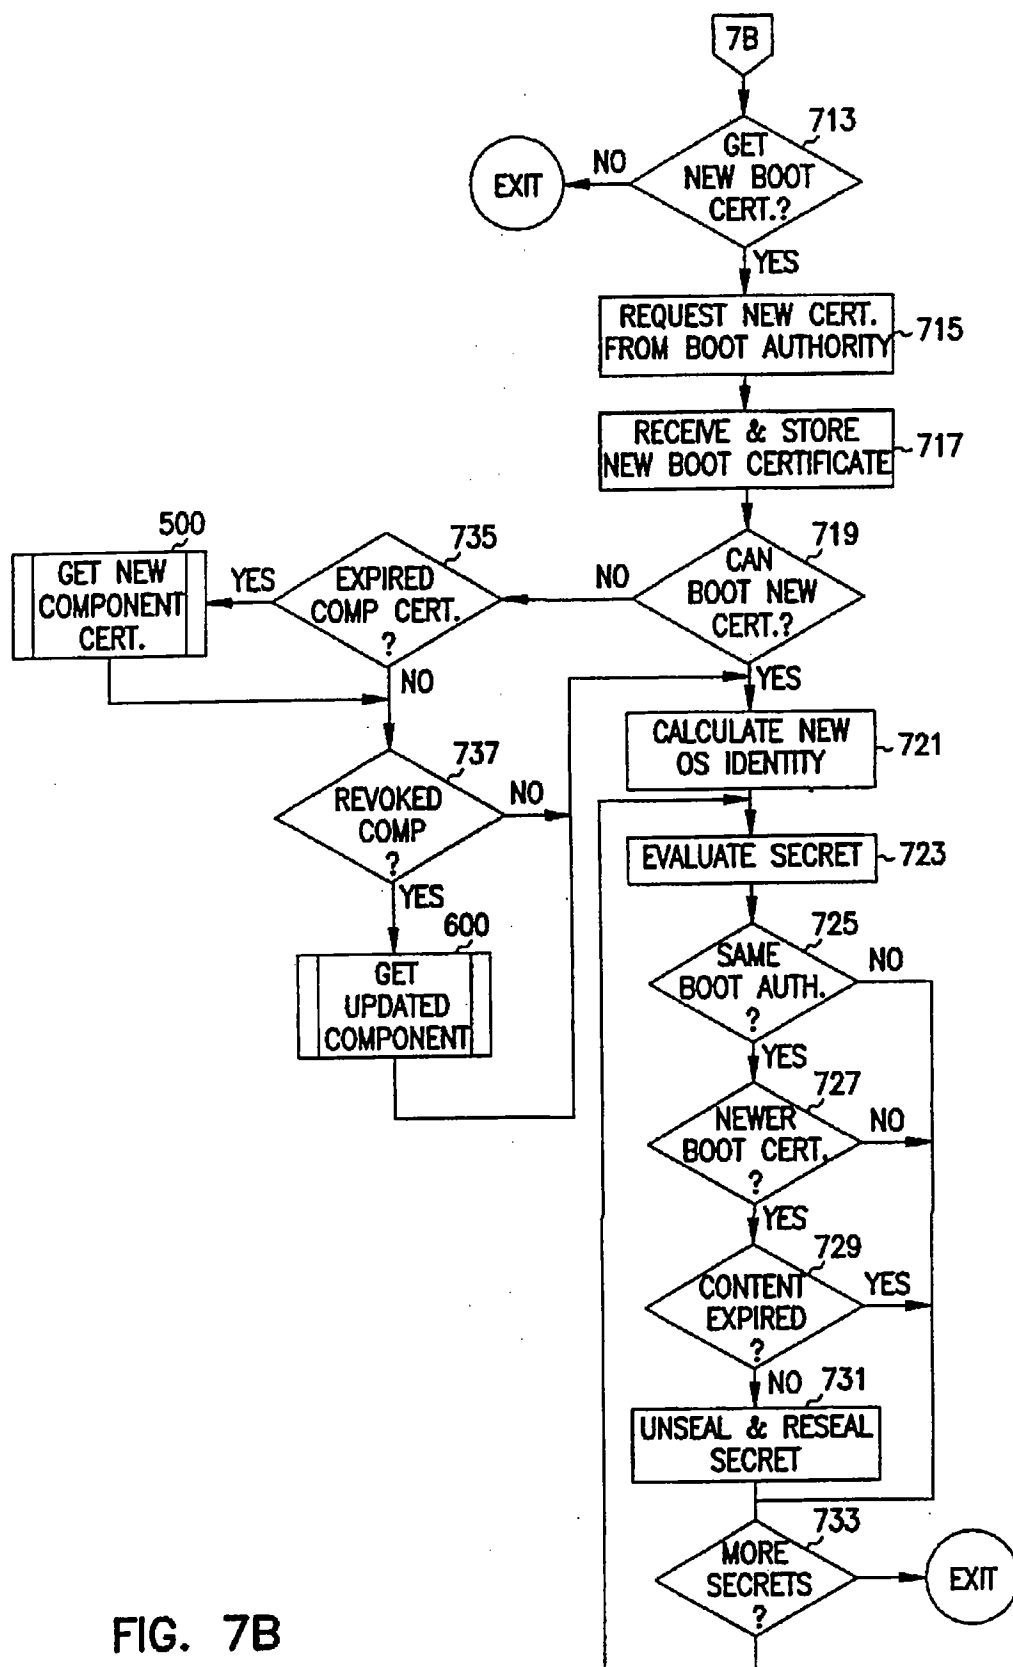 7B
713
GET
NEW BOOT
CERT.?
NO
EXIT
YES
REQUEST NEW CERT.
FROM BOOT AUTHORITY
715
RECEIVE & STORE
NEW BOOT CERTIFICATE
717
719
CAN
BOOT NEW
CERT.?
NO
YES
735
EXPIRED
COMP CERT.
?
YES
NO
500
GET NEW
COMPONENT
CERT.
737
REVOKED
COMP
?
NO
YES
600
GET
UPDATED
COMPONENT
CALCULATE NEW
OS IDENTITY
721
EVALUATE SECRET
723
725
SAME
BOOT AUTH.
?
NO
YES
727
NEWER
BOOT CERT.
?
NO
YES
729
CONTENT
EXPIRED
?
YES
NO
731
UNSEAL & RESEAL
SECRET
733
MORE
SECRETS
?
EXIT
FIG. 7B